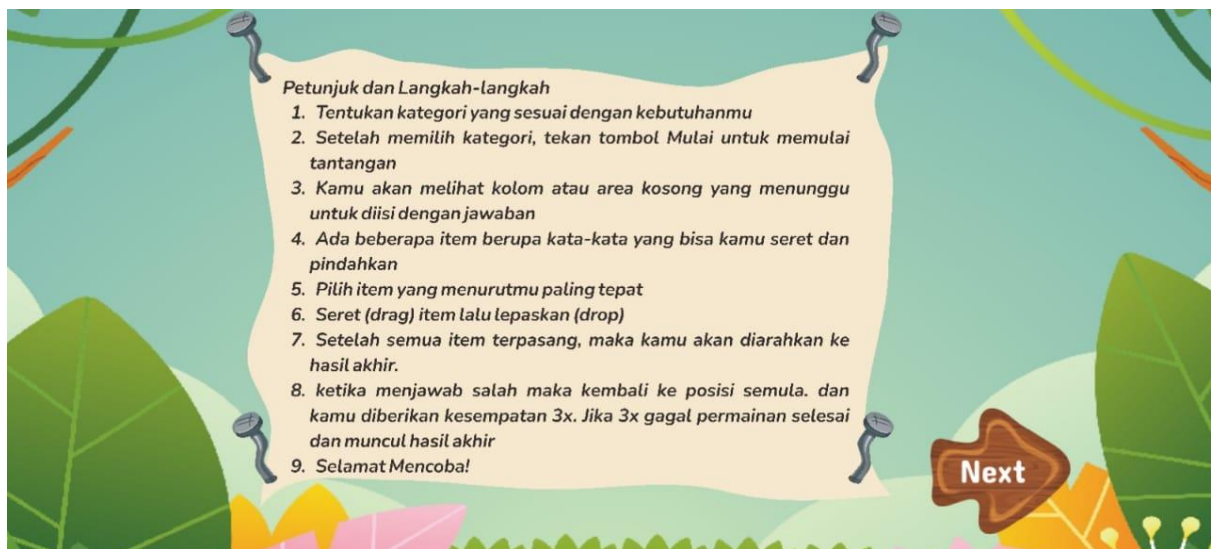 Petunjuk dan Langkah-langkah
1. Tentukan kategori yang sesuai dengan kebutuhanmu
2. Setelah memilih kategori, tekan tombol Mulai untuk memulai
tantangan
3. Kamu akan melihat kolom atau area kosong yang menunggu
untuk diisi dengan jawaban
4. Ada beberapa item berupa kata-kata yang bisa kamu seret dan
pindahkan
5. Pilih item yang menurutmu paling tepat
6. Seret (drag) item lalu lepaskan (drop)
7. Setelah semua item terpasang, maka kamu akan diarahkan ke
hasil akhir.
8. ketika menjawab salah maka kembali ke posisi semula. dan
kamu diberikan kesempatan 3x. Jika 3x gagal permainan selesai
dan muncul hasil akhir
9. Selamat Mencoba!
Next